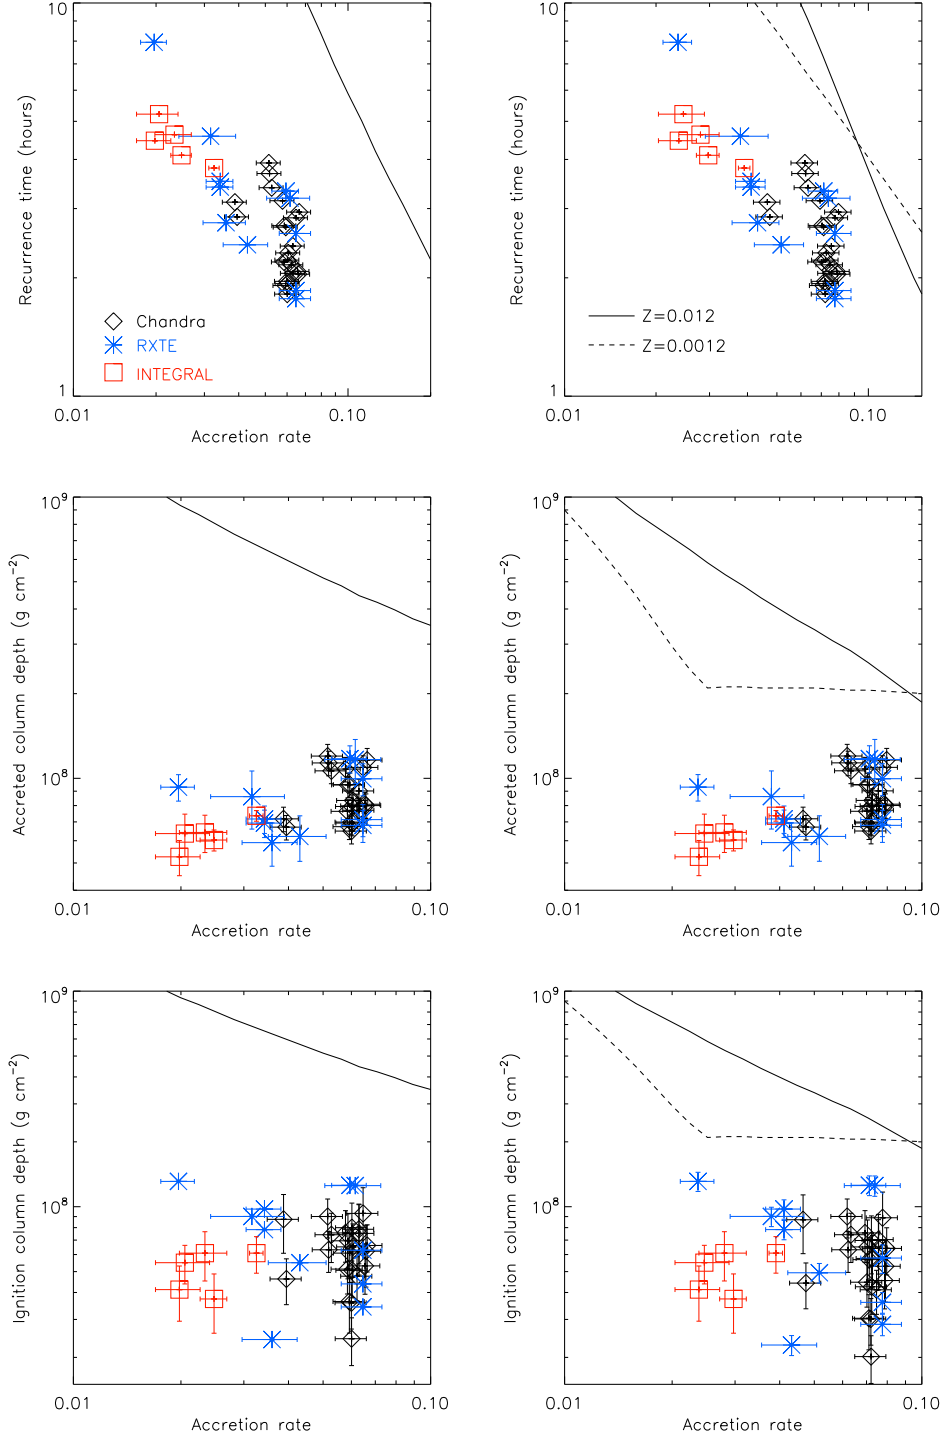 10
Recurrence time (hours)
1
0.01
0.10
Accretion rate
Chandra
RXTE
INTEGRAL
10
Recurrence time (hours)
1
0.01
0.10
Accretion rate
Z=0.012
Z=0.0012
10⁹
Accreted column depth (g cm⁻²)
10⁸
0.01
0.10
Accretion rate
10⁹
Accreted column depth (g cm⁻²)
10⁸
0.01
0.10
Accretion rate
10⁹
Ignition column depth (g cm⁻²)
10⁸
0.01
0.10
Accretion rate
10⁹
Ignition column depth (g cm⁻²)
10⁸
0.01
0.10
Accretion rate